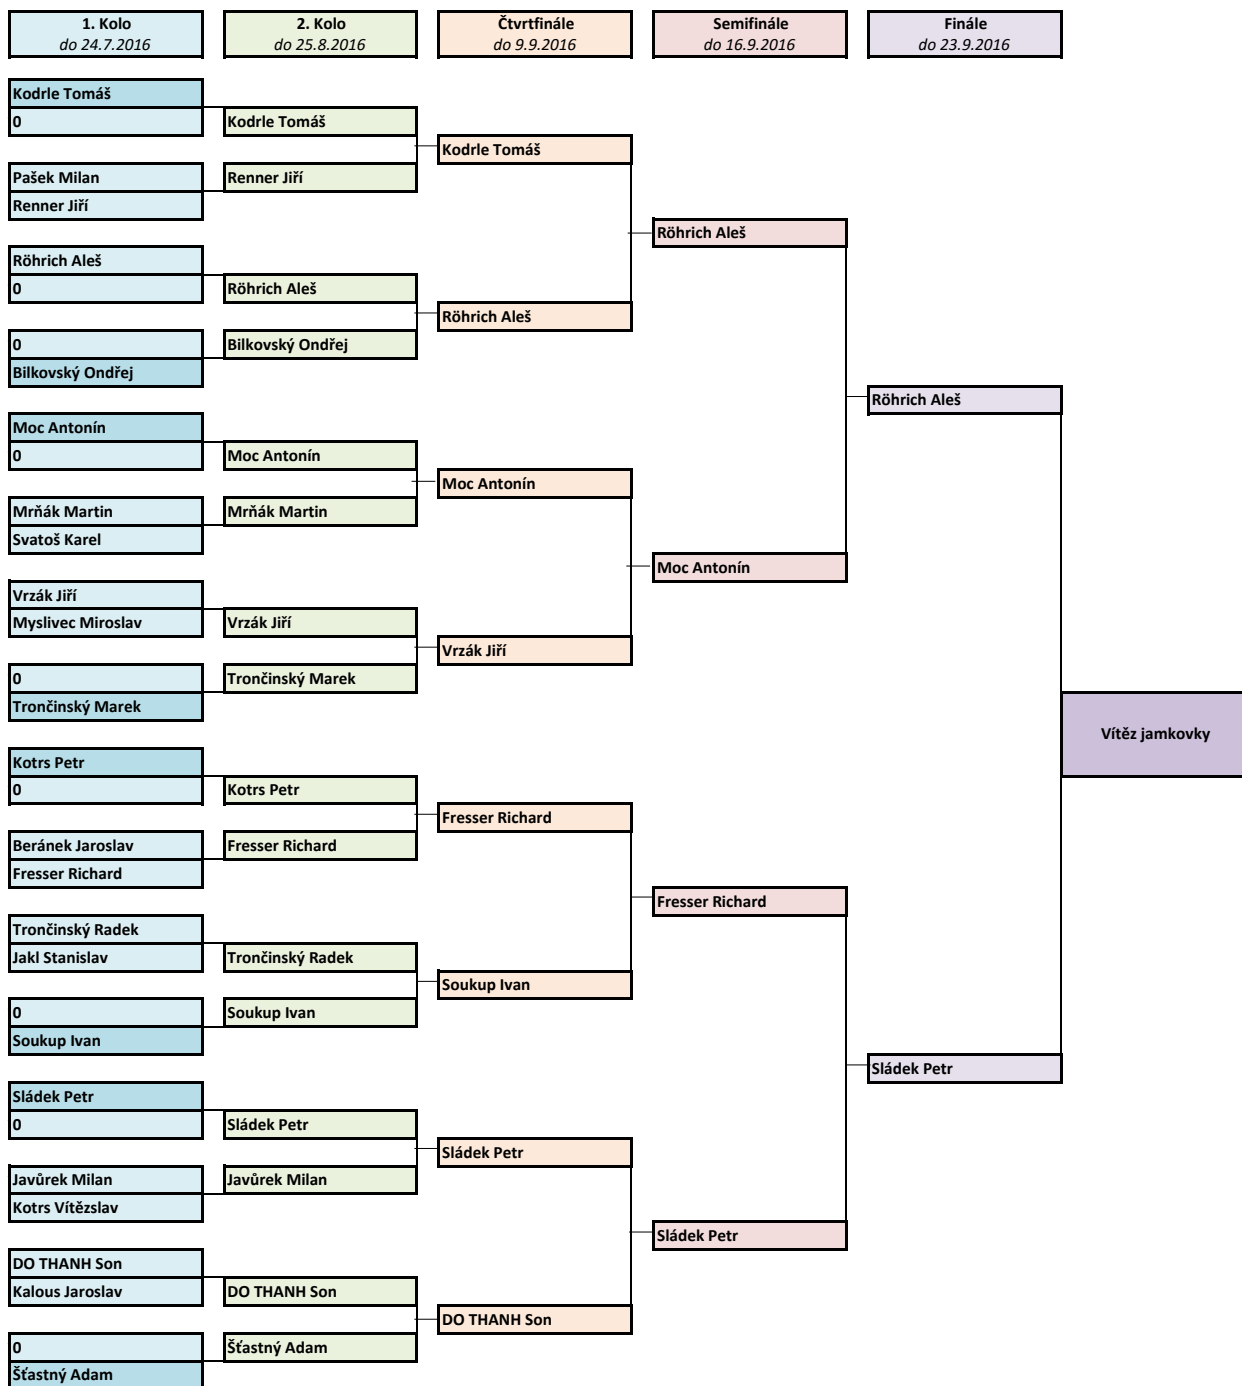 1. Kolo
do 24.7.2016
2. Kolo
do 25.8.2016
Čtvrtfinále
do 9.9.2016
Semifinále
do 16.9.2016
Finále
do 23.9.2016
Kodrle Tomáš
0
Pašek Milan
Renner Jiří
Röhrich Aleš
0
0
Bilkovský Ondřej
Moc Antonín
0
Mrňák Martin
Svatoš Karel
Vrzák Jiří
Myslivec Miroslav
0
Trončinský Marek
Kotrs Petr
0
Beránek Jaroslav
Fresser Richard
Trončinský Radek
Jakl Stanislav
0
Soukup Ivan
Sládek Petr
0
Javůrek Milan
Kotrs Vítězslav
DO THANH Son
Kalous Jaroslav
0
Šťastný Adam
Kodrle Tomáš
Renner Jiří
Röhrich Aleš
Bilkovský Ondřej
Moc Antonín
Mrňák Martin
Vrzák Jiří
Trončinský Marek
Kotrs Petr
Fresser Richard
Trončinský Radek
Soukup Ivan
Sládek Petr
Javůrek Milan
DO THANH Son
Šťastný Adam
Kodrle Tomáš
Röhrich Aleš
Moc Antonín
Vrzák Jiří
Fresser Richard
Soukup Ivan
Sládek Petr
DO THANH Son
Röhrich Aleš
Moc Antonín
Fresser Richard
Sládek Petr
Röhrich Aleš
Sládek Petr
Vítěz jamkovky